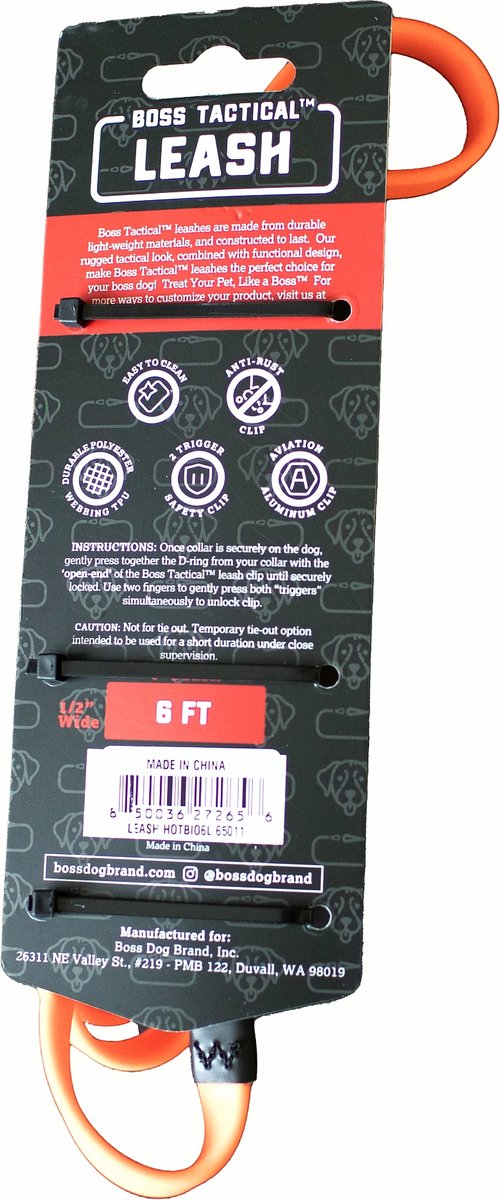 BOSS TACTICAL™
LEASH
Boss Tactical™ leashes are made from durable
light-weight materials, and constructed to last. Our
rugged tactical look, combined with functional design,
make Boss Tactical™ leashes the perfect choice for
your boss dog! Treat Your Pet, Like a Boss™ For
more ways to customize your product, visit us at
EASY TO CLEAN
ANTI-RUST
CLIP
DURABLE POLYESTER
WEBBING TPU
2 TRIGGER
SAFETY CLIP
AVIATION
A
ALUMINUM CLIP
INSTRUCTIONS: Once collar is securely on the dog,
gently press together the D-ring from your collar with the
'open-end' of the Boss Tactical™ leash clip until securely
locked. Use two fingers to gently press both "triggers"
simultaneously to unlock clip.
CAUTION: Not for tie out. Temporary tie-out option
intended to be used for a short duration under close
supervision.
1/2"
Wide
6 FT
MADE IN CHINA
8 50036 27265 6
LEASH HOTBIO6L 65011
Made in China
bossdogbrand.com @bossdogbrand
Manufactured for:
Boss Dog Brand, Inc.
26311 NE Valley St., #219 - PMB 122, Duvall, WA 98019